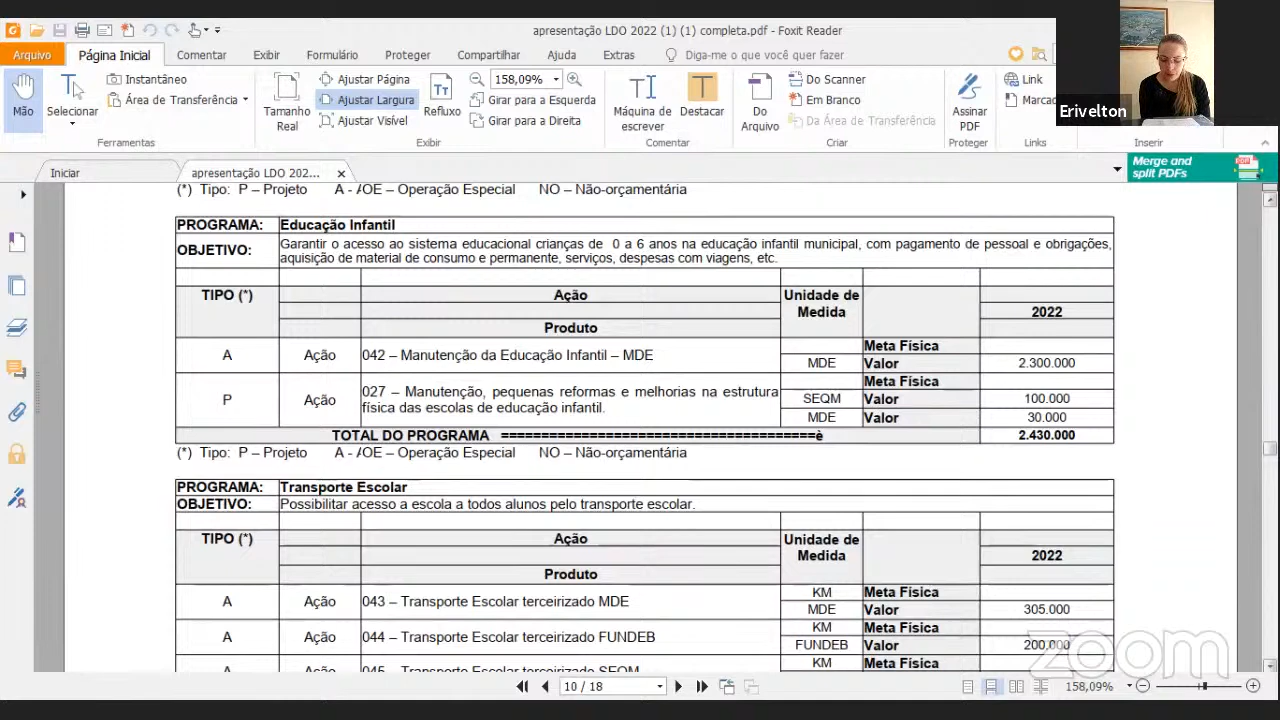 apresentação LDO 2022 (1) (1) completa.pdf - Foxit Reader
Arquivo Página Inicial Comentar Exibir Formulário Proteger Compartilhar Ajuda Extras Diga-me o que você quer fazer
Mão
Selecionar
Instantâneo
Área de Transferência
Ferramentas
Tamanho Real
Ajustar Página
Ajustar Largura
Ajustar Visível
Refluxo
158,09%
Girar para a Esquerda
Girar para a Direita
Exibir
Máquina de escrever
Destacar
Comentar
Do Arquivo
Do Scanner
Em Branco
Da Área de Transferência
Criar
Assinar PDF
Proteger
Link
Marcad
Links
Inserir
Erivelton
Iniciar
apresentação LDO 202...
Merge and
split PDFs
(*) Tipo: P – Projeto A - /OE – Operação Especial NO – Não-orçamentária
PROGRAMA: Educação Infantil
OBJETIVO: Garantir o acesso ao sistema educacional crianças de 0 a 6 anos na educação infantil municipal, com pagamento de pessoal e obrigações,
aquisição de material de consumo e permanente, serviços, despesas com viagens, etc.
TIPO (*) Ação Unidade de Medida 2022
Produto
A Ação 042 – Manutenção da Educação Infantil – MDE Meta Física
MDE Valor 2.300.000
P Ação 027 – Manutenção, pequenas reformas e melhorias na estrutura
física das escolas de educação infantil.
Meta Física
SEQM Valor 100.000
MDE Valor 30.000
TOTAL DO PROGRAMA =======================================è 2.430.000
(*) Tipo: P – Projeto A - /OE – Operação Especial NO – Não-orçamentária
PROGRAMA: Transporte Escolar
OBJETIVO: Possibilitar acesso a escola a todos alunos pelo transporte escolar.
TIPO (*) Ação Unidade de Medida 2022
Produto
A Ação 043 – Transporte Escolar terceirizado MDE KM Meta Física
MDE Valor 305.000
A Ação 044 – Transporte Escolar terceirizado FUNDEB KM Meta Física
FUNDEB Valor 200.000
A Ação 045 – Transporte Escolar terceirizado SEQM KM Meta Física
zoom
10 / 18
158,09%